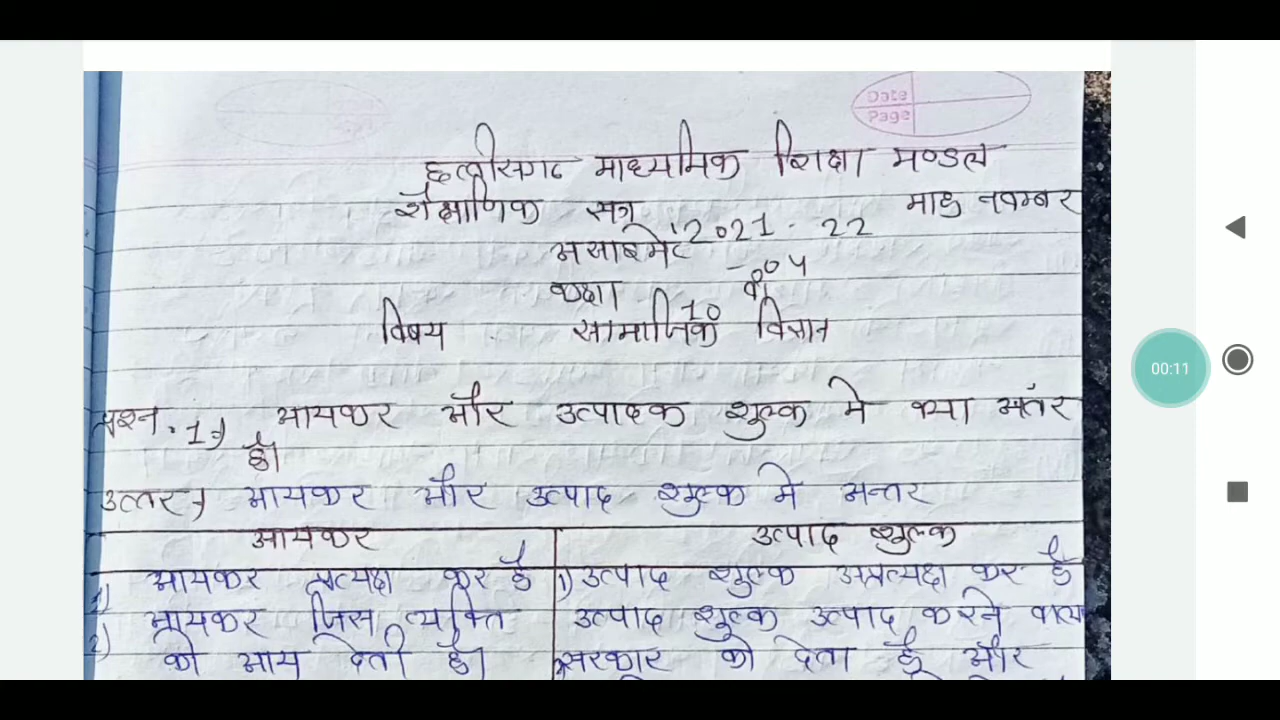 Date
Page
छत्तीसगढ माध्यमिक शिक्षा मण्डल
शैक्षणिक सत्र 2021-22 माह नवम्बर
असाइमेंट -04
कक्षा 10 वी
विषय सामाजिक विज्ञान
प्रश्न.1→ आयकर और उत्पादक शुल्क मे क्या अंतर
है।
उत्तर→ आयकर और उत्पाद शुल्क मे अन्तर
आयकर उत्पाद शुल्क
1) आयकर प्रत्यक्ष कर है 1) उत्पाद शुल्क अप्रत्यक्ष कर है
2) आयकर जिस व्यक्ति उत्पाद शुल्क उत्पाद करने वाला
को आय देती है। सरकार को देता है और
00:11